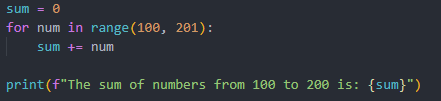 sum = 0
for num in range(100, 201):
    sum += num
print(f"The sum of numbers from 100 to 200 is: {sum}")